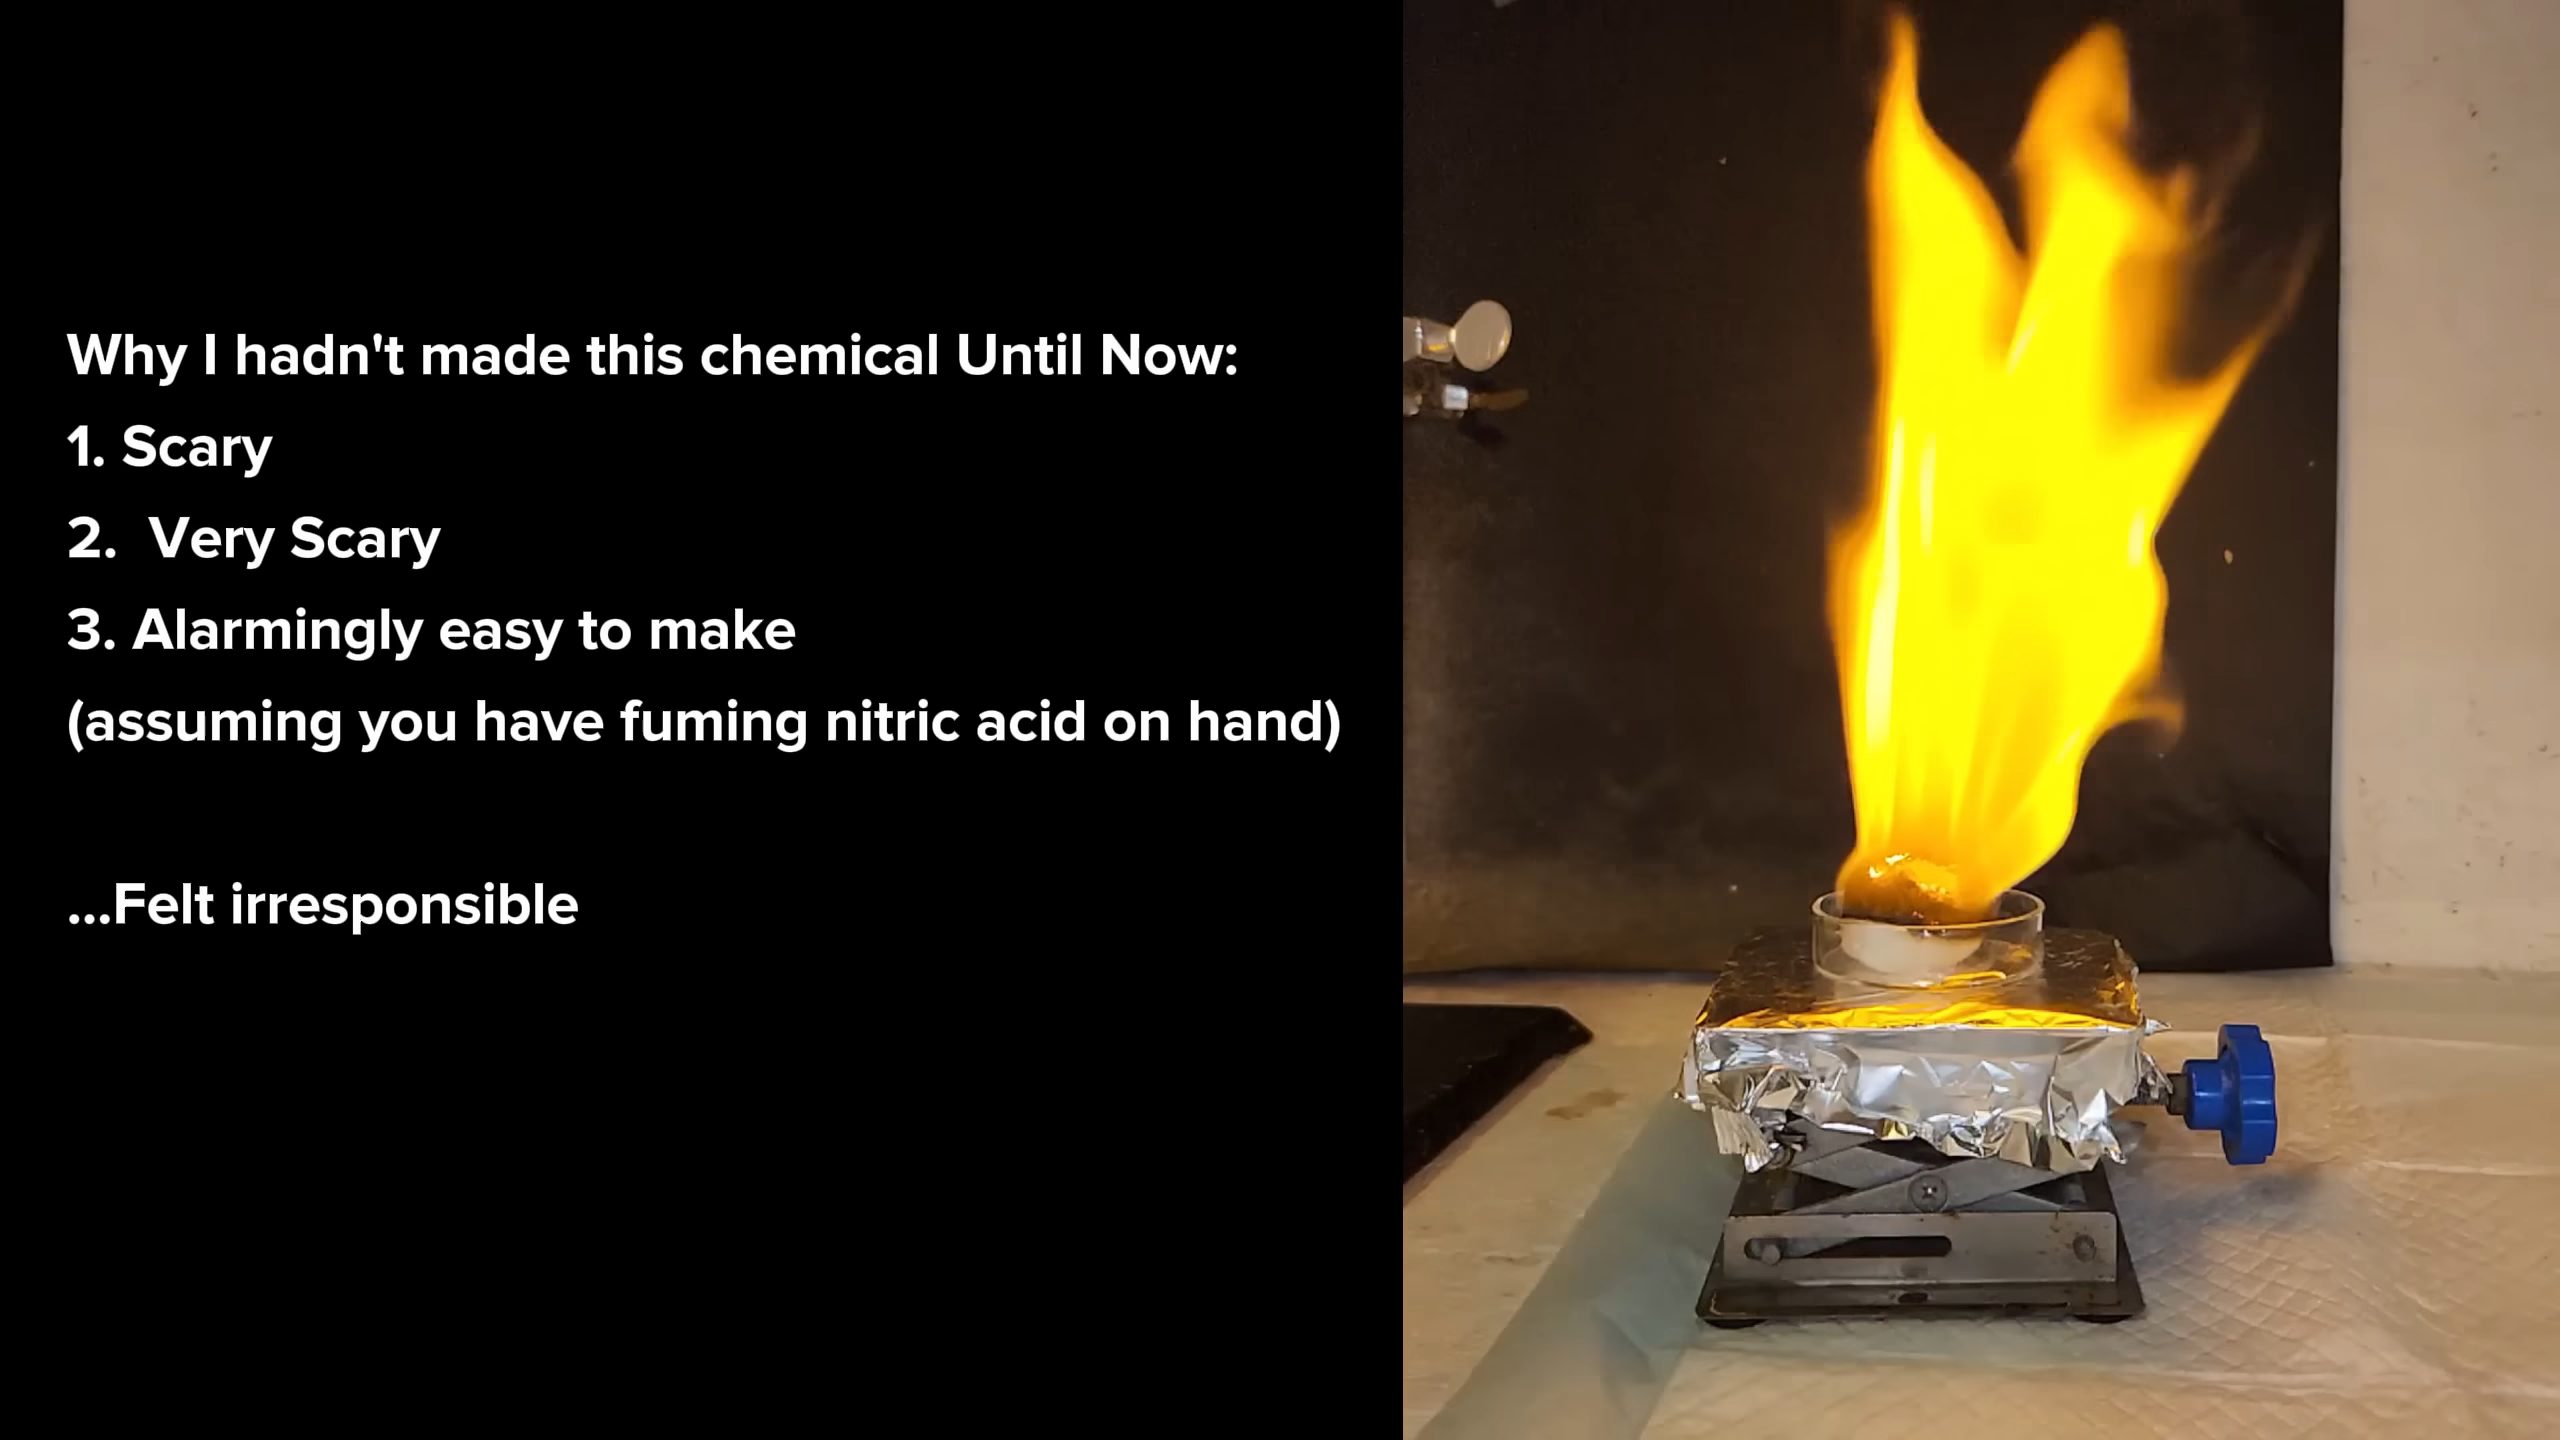 Why I hadn't made this chemical Until Now:
1. Scary
2.  Very Scary
3. Alarmingly easy to make
(assuming you have fuming nitric acid on hand)
...Felt irresponsible